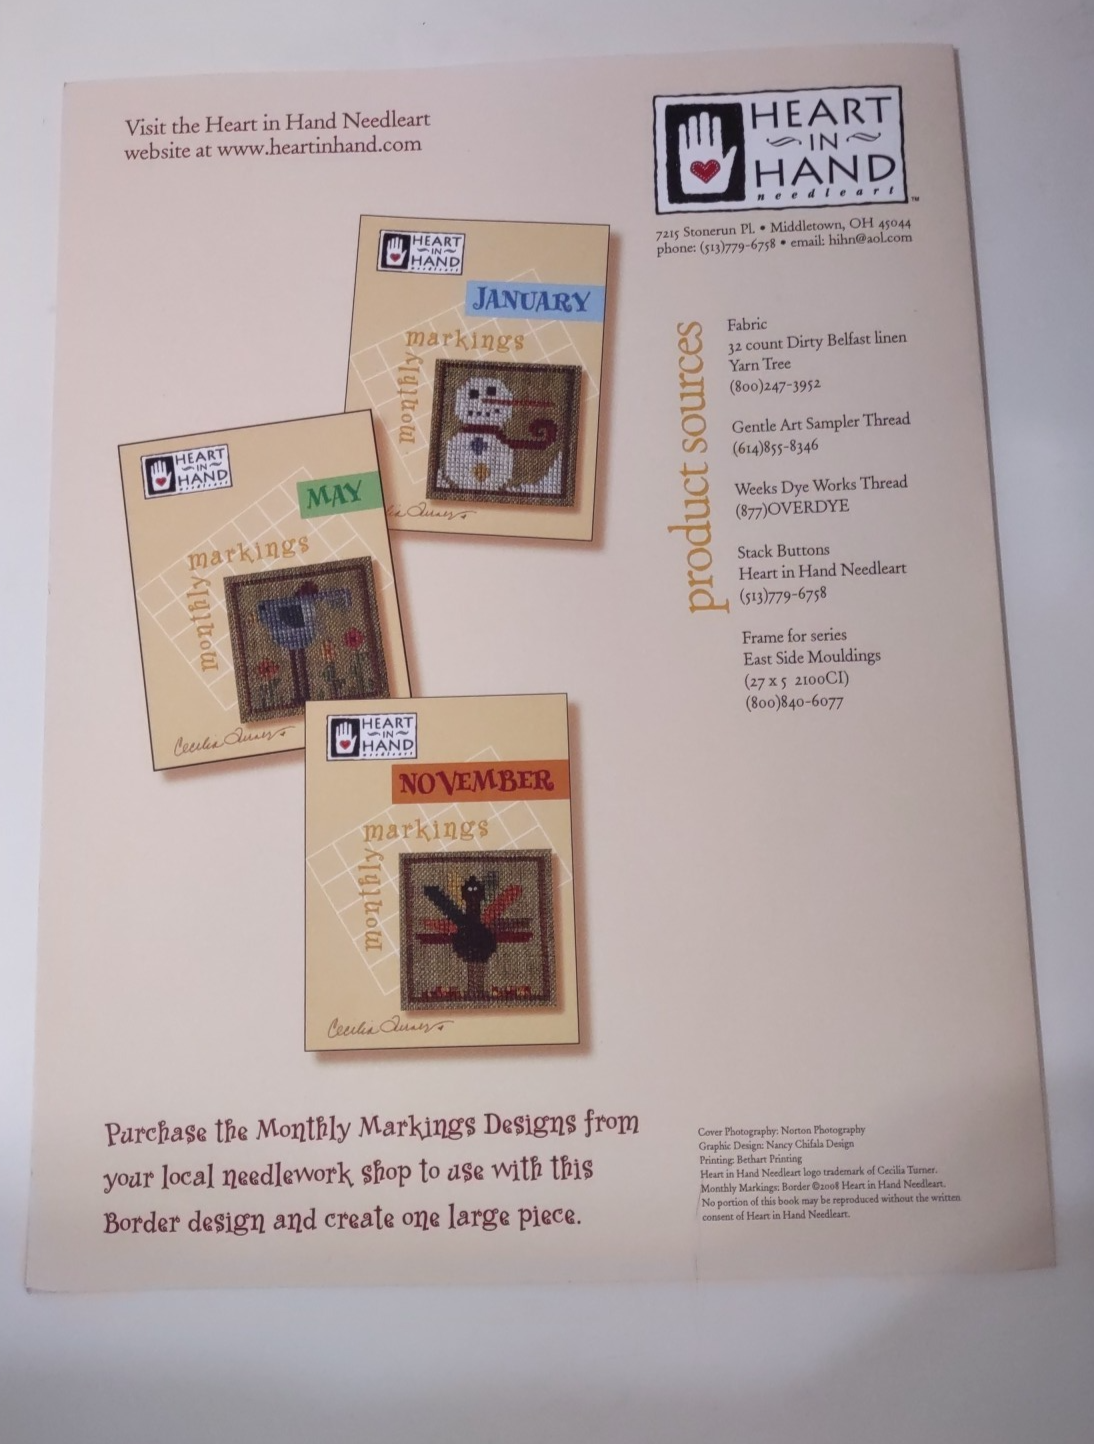 Visit the Heart in Hand Needleart
website at www.heartinhand.com
HEART
IN
HAND
needleart
TM
7215 Stonerun Pl. • Middletown, OH 45044
phone: (513)779-6758 • email: hihn@aol.com
HEART
IN
HAND
needleart
JANUARY
monthly markings
HEART
IN
HAND
needleart
MAY
monthly markings
Cecilia Turner
HEART
IN
HAND
needleart
NOVEMBER
monthly markings
Cecilia Turner
product sources
Fabric
32 count Dirty Belfast linen
Yarn Tree
(800)247-3952
Gentle Art Sampler Thread
(614)855-8346
Weeks Dye Works Thread
(877)OVERDYE
Stack Buttons
Heart in Hand Needleart
(513)779-6758
Frame for series
East Side Mouldings
(27 x 5 2100CI)
(800)840-6077
Purchase the Monthly Markings Designs from
your local needlework shop to use with this
Border design and create one large piece.
Cover Photography: Norton Photography
Graphic Design: Nancy Chifala Design
Printing: Bethart Printing
Heart in Hand Needleart logo trademark of Cecilia Turner.
Monthly Markings: Border ©2008 Heart in Hand Needleart.
No portion of this book may be reproduced without the written
consent of Heart in Hand Needleart.